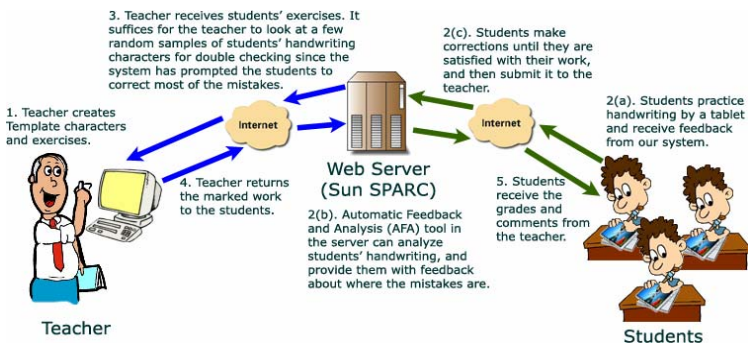 3. Teacher receives students' exercises. It
suffices for the teacher to look at a few
random samples of students' handwriting
characters for double checking since the
system has prompted the students to
correct most of the mistakes.
2(c). Students make
corrections until they are
satisfied with their work,
and then submit it to the
teacher.
1. Teacher creates
Template characters
and exercises.
Internet
Internet
2(a). Students practice
handwriting by a tablet
and receive feedback
from our system.
Web Server
(Sun SPARC)
4. Teacher returns
the marked work
to the students.
2(b). Automatic Feedback
and Analysis (AFA) tool in
the server can analyze
students' handwriting, and
provide them with feedback
about where the mistakes are.
5. Students
receive the
grades and
comments from
the teacher.
Teacher
Students